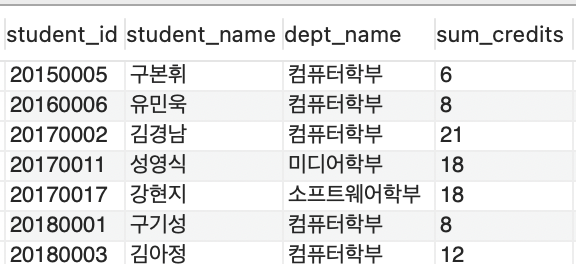 student_id student_name dept_name sum_credits
20150005 구본휘 컴퓨터학부 6
20160006 유민욱 컴퓨터학부 8
20170002 김경남 컴퓨터학부 21
20170011 성영식 미디어학부 18
20170017 강현지 소프트웨어학부 18
20180001 구기성 컴퓨터학부 8
20180003 김아정 컴퓨터학부 12